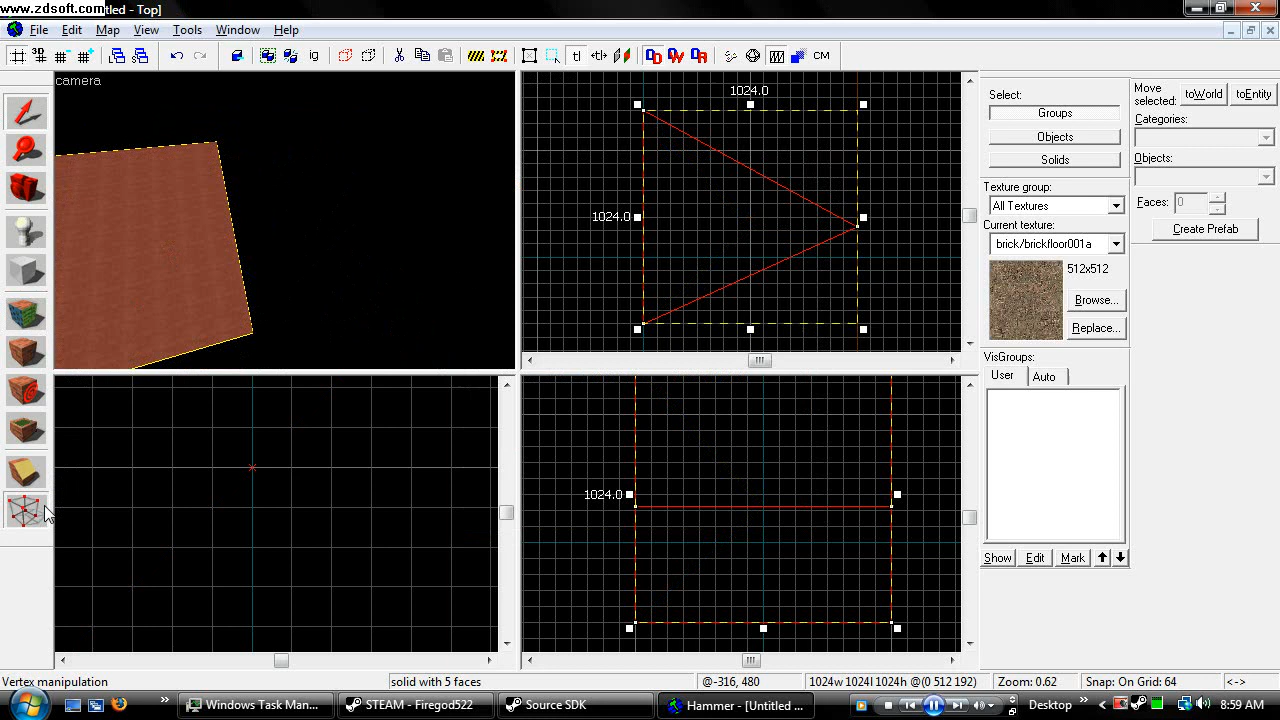 www.zdsoft.com
titled - Top]
File Edit Map View Tools Window Help
3D
ig
tl
CM
camera
1024.0
1024.0
1024.0
Select:
Groups
Objects
Solids
Texture group:
All Textures
Current texture:
brick/brickfloor001a
512x512
Browse...
Replace...
VisGroups:
User Auto
Show Edit Mark
Move selected:
toWorld toEntity
Categories:
Objects:
Faces: 0
Create Prefab
Vertex manipulation
solid with 5 faces
@-316, 480
1024w 1024l 1024h @(0 512 192)
Zoom: 0.62
Snap: On Grid: 64
<->
Windows Task Man...
STEAM - Firegod522
Source SDK
Hammer - [Untitled ...
Desktop
8:59 AM